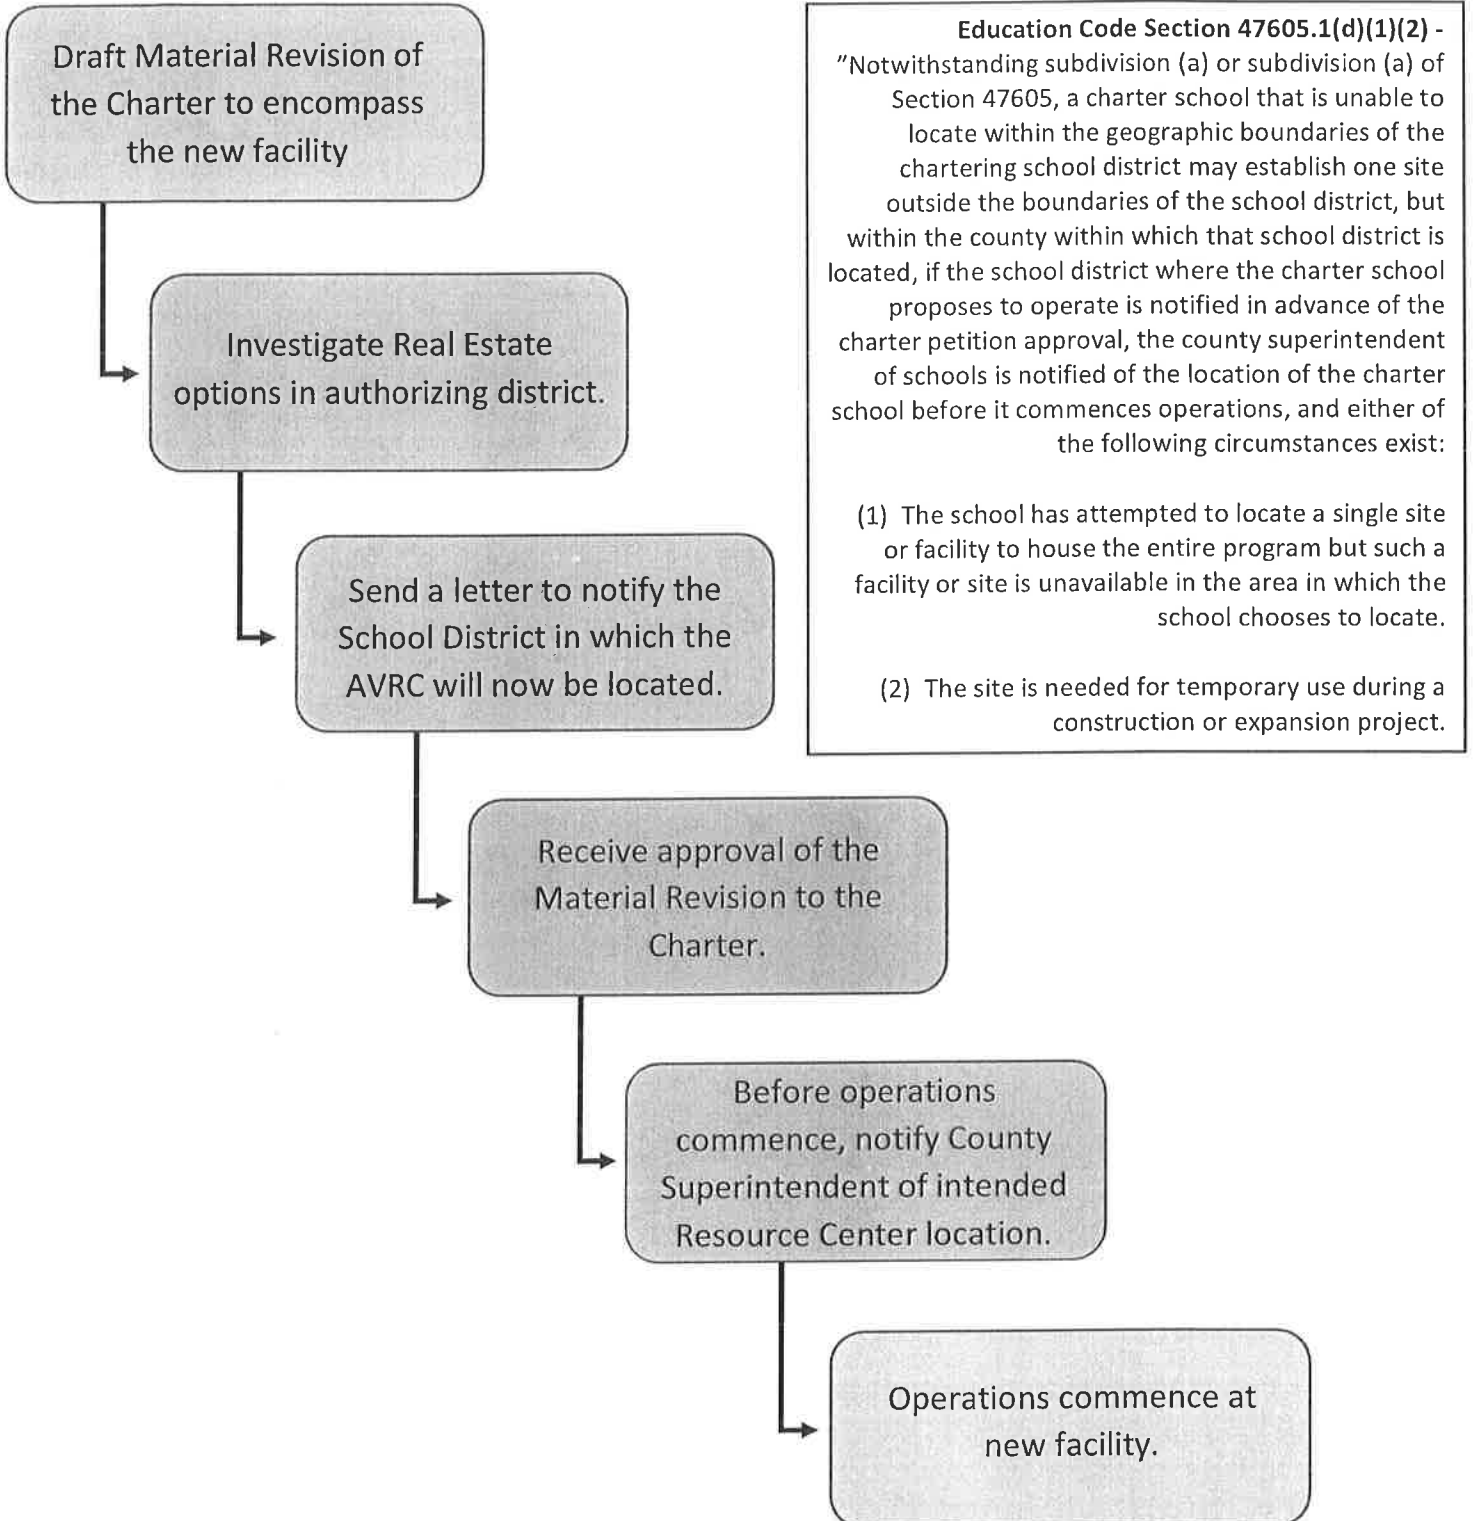 Draft Material Revision of
the Charter to encompass
the new facility
Investigate Real Estate
options in authorizing district.
Send a letter to notify the
School District in which the
AVRC will now be located.
Receive approval of the
Material Revision to the
Charter.
Before operations
commence, notify County
Superintendent of intended
Resource Center location.
Operations commence at
new facility.
Education Code Section 47605.1(d)(1)(2) -
"Notwithstanding subdivision (a) or subdivision (a) of
Section 47605, a charter school that is unable to
locate within the geographic boundaries of the
chartering school district may establish one site
outside the boundaries of the school district, but
within the county within which that school district is
located, if the school district where the charter school
proposes to operate is notified in advance of the
charter petition approval, the county superintendent
of schools is notified of the location of the charter
school before it commences operations, and either of
the following circumstances exist:
(1) The school has attempted to locate a single site
or facility to house the entire program but such a
facility or site is unavailable in the area in which the
school chooses to locate.
(2) The site is needed for temporary use during a
construction or expansion project.